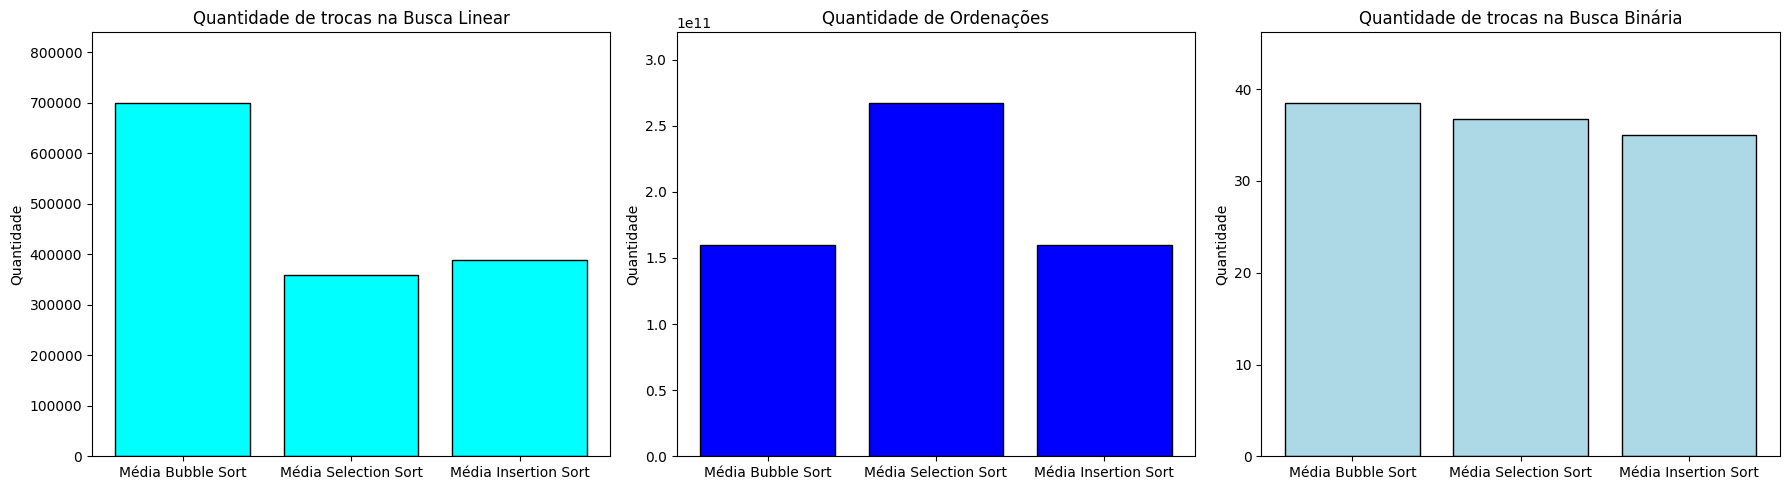 Quantidade de trocas na Busca Linear
800000
700000
600000
500000
400000
300000
200000
100000
0
Quantidade
Média Bubble Sort
Média Selection Sort
Média Insertion Sort
Quantidade de Ordenações
1e11
3.0
2.5
2.0
1.5
1.0
0.5
0.0
Quantidade
Média Bubble Sort
Média Selection Sort
Média Insertion Sort
Quantidade de trocas na Busca Binária
40
30
20
10
0
Quantidade
Média Bubble Sort
Média Selection Sort
Média Insertion Sort